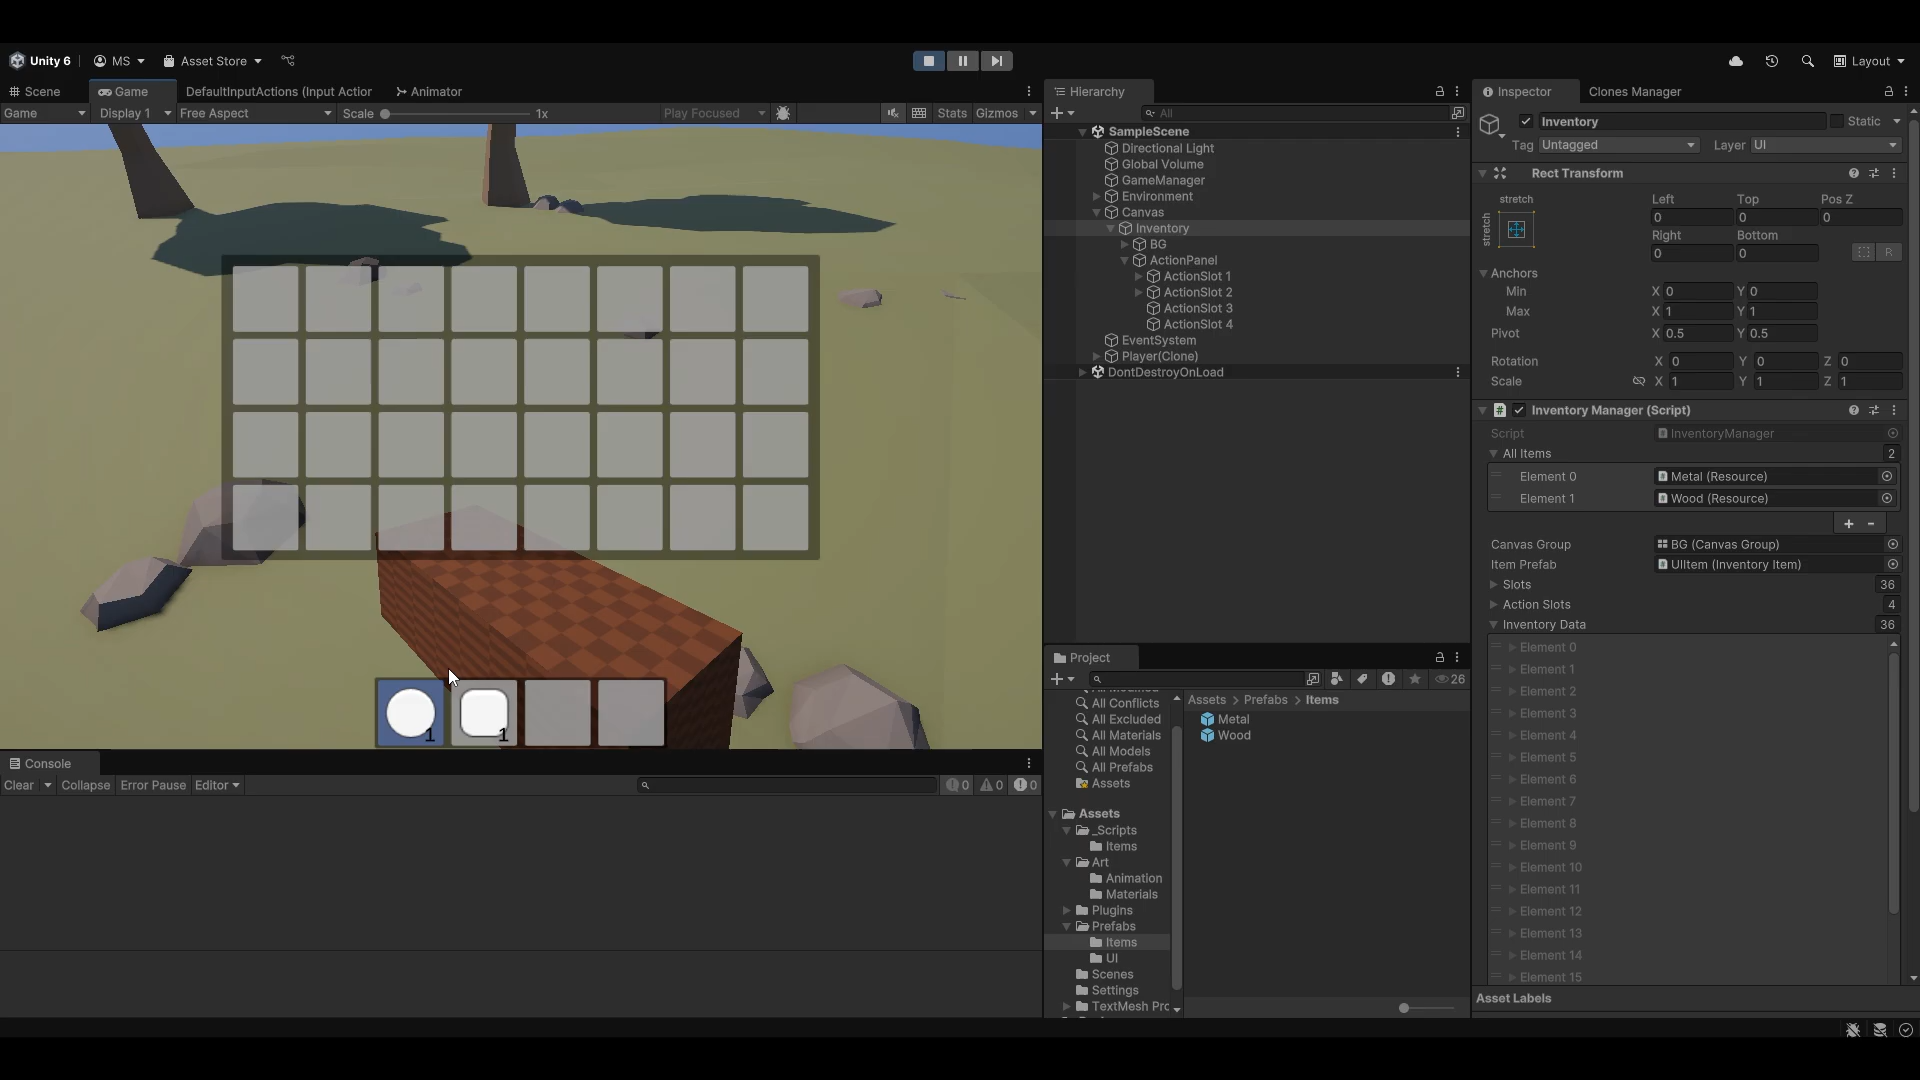 Unity 6 MS Asset Store Layout
Scene Game DefaultInputActions (Input Action Animator
Game Display 1 Free Aspect Scale 1x Play Focused Stats Gizmos
1
1
Console
Clear Collapse Error Pause Editor 0 0 0
Hierarchy
All
SampleScene
Directional Light
Global Volume
GameManager
Environment
Canvas
Inventory
BG
ActionPanel
ActionSlot 1
ActionSlot 2
ActionSlot 3
ActionSlot 4
EventSystem
Player(Clone)
DontDestroyOnLoad
Project
26
All Conflicts
All Excluded
All Materials
All Models
All Prefabs
Assets
Assets
_Scripts
Items
Art
Animation
Materials
Plugins
Prefabs
Items
UI
Scenes
Settings
TextMesh Prc
Assets > Prefabs > Items
Metal
Wood
Inspector Clones Manager
Inventory Static
Tag Untagged Layer UI
Rect Transform
stretch Left Top Pos Z
stretch 0 0 0
Right Bottom
0 0 R
Anchors
Min X 0 Y 0
Max X 1 Y 1
Pivot X 0.5 Y 0.5
Rotation X 0 Y 0 Z 0
Scale X 1 Y 1 Z 1
# Inventory Manager (Script)
Script InventoryManager
All Items 2
Element 0 Metal (Resource)
Element 1 Wood (Resource)
+ -
Canvas Group BG (Canvas Group)
Item Prefab UIItem (Inventory Item)
Slots 36
Action Slots 4
Inventory Data 36
Element 0
Element 1
Element 2
Element 3
Element 4
Element 5
Element 6
Element 7
Element 8
Element 9
Element 10
Element 11
Element 12
Element 13
Element 14
Element 15
Asset Labels